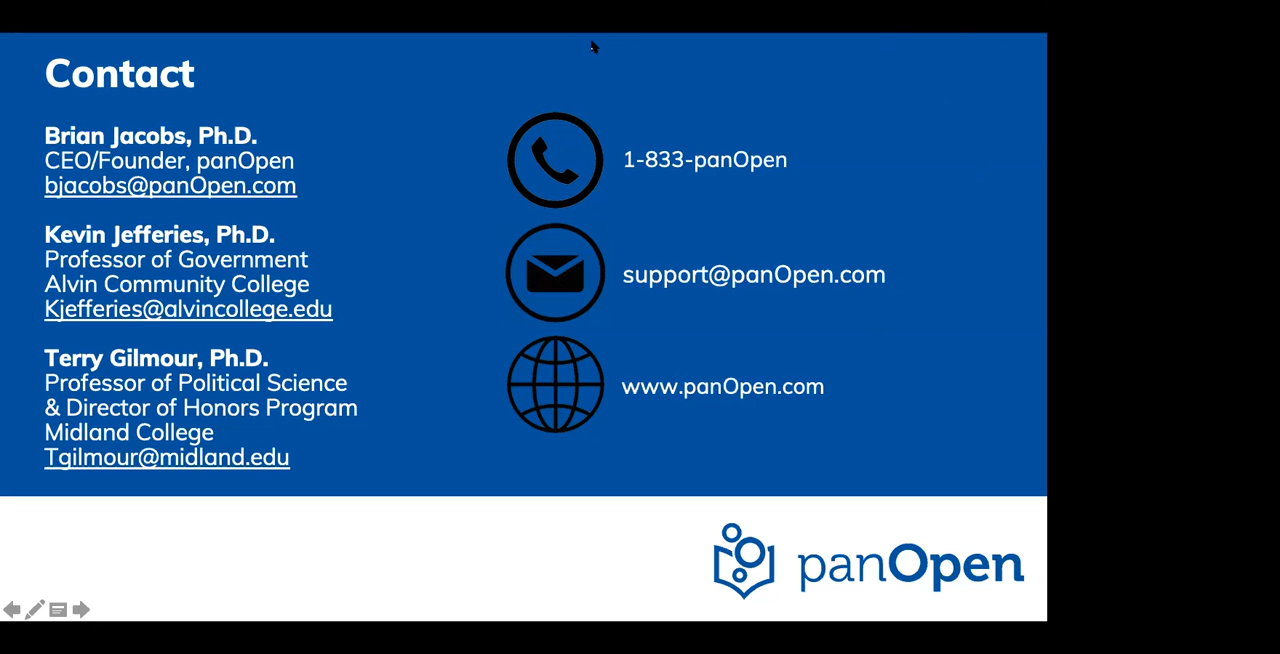 Contact
Brian Jacobs, Ph.D.
CEO/Founder, panOpen
bjacobs@panOpen.com
Kevin Jefferies, Ph.D.
Professor of Government
Alvin Community College
Kjefferies@alvincollege.edu
Terry Gilmour, Ph.D.
Professor of Political Science
& Director of Honors Program
Midland College
Tgilmour@midland.edu
1-833-panOpen
support@panOpen.com
www.panOpen.com
panOpen